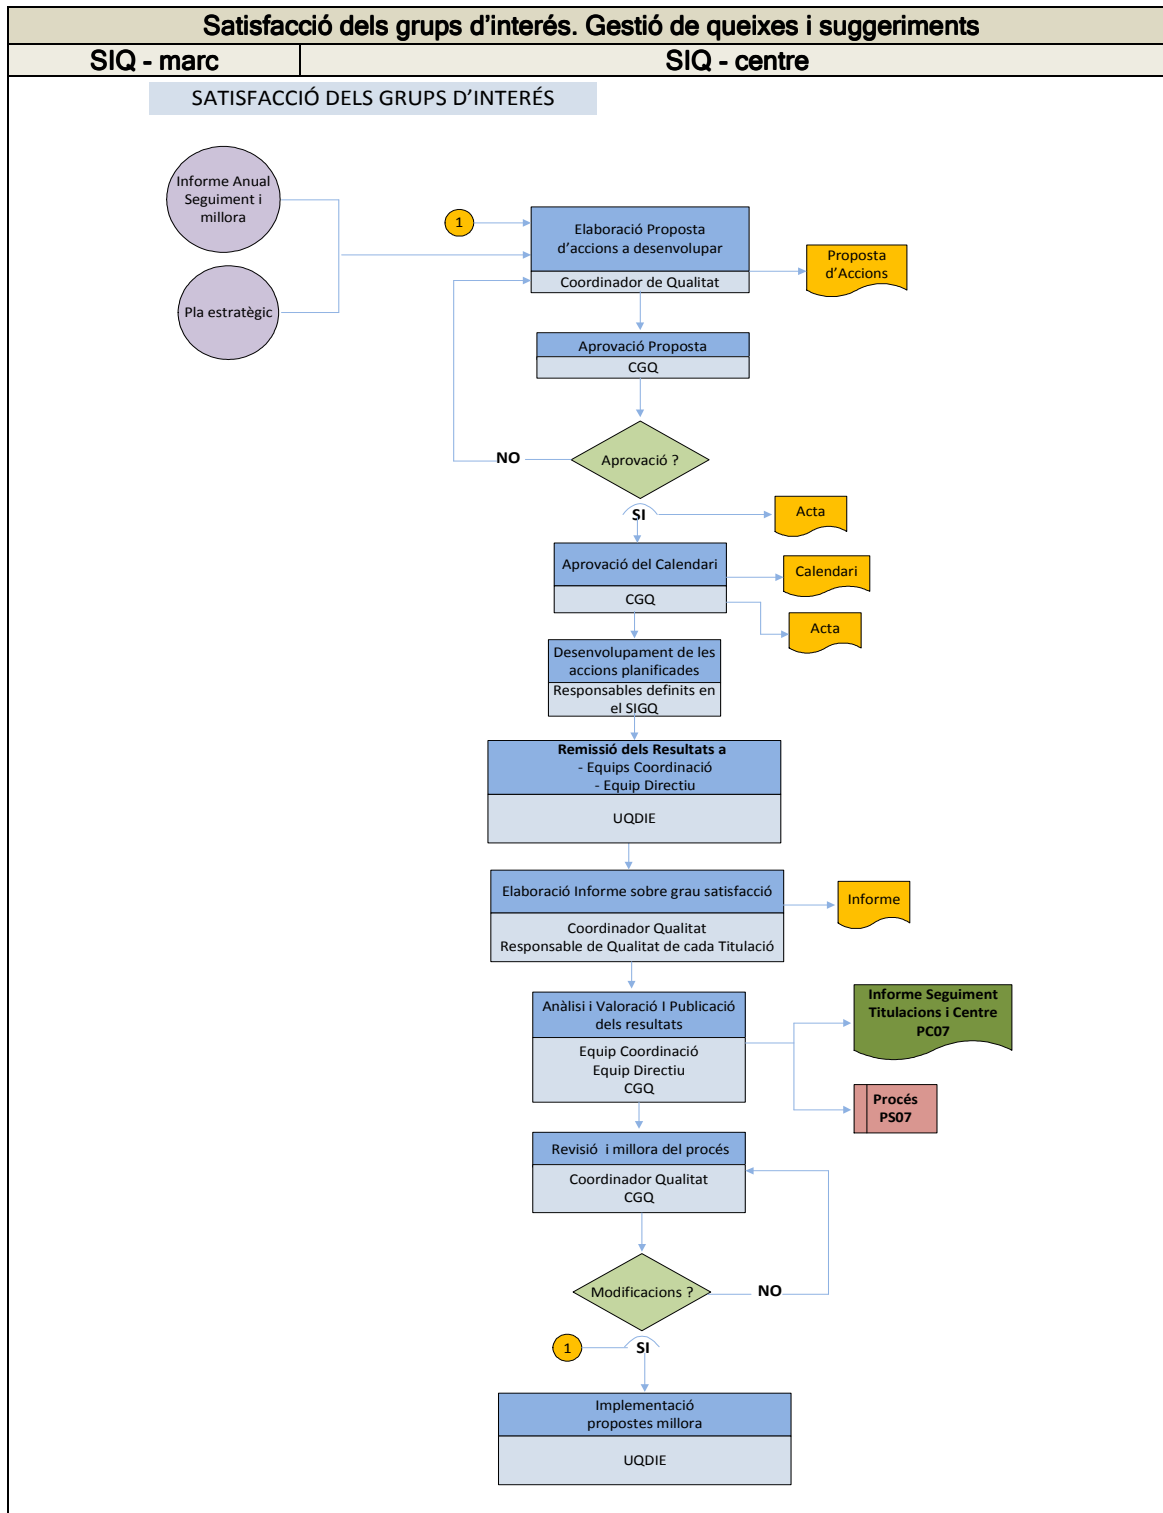 Satisfacció dels grups d'interés. Gestió de queixes i suggeriments
SIQ - marc
SIQ - centre
SATISFACCIÓ DELS GRUPS D'INTERÉS
Informe Anual
Seguiment i
millora
Pla estratègic
1
Elaboració Proposta
d'accions a desenvolupar
Coordinador de Qualitat
Proposta
d'Accions
Aprovació Proposta
CGQ
Aprovació ?
NO
SI
Acta
Aprovació del Calendari
CGQ
Calendari
Acta
Desenvolupament de les
accions planificades
Responsables definits en
el SIGQ
Remissió dels Resultats a
- Equips Coordinació
- Equip Directiu
UQDIE
Elaboració Informe sobre grau satisfacció
Coordinador Qualitat
Responsable de Qualitat de cada Titulació
Informe
Anàlisi i Valoració I Publicació
dels resultats
Equip Coordinació
Equip Directiu
CGQ
Informe Seguiment
Titulacions i Centre
PC07
Procés
PS07
Revisió i millora del procés
Coordinador Qualitat
CGQ
Modificacions ?
NO
1
SI
Implementació
propostes millora
UQDIE